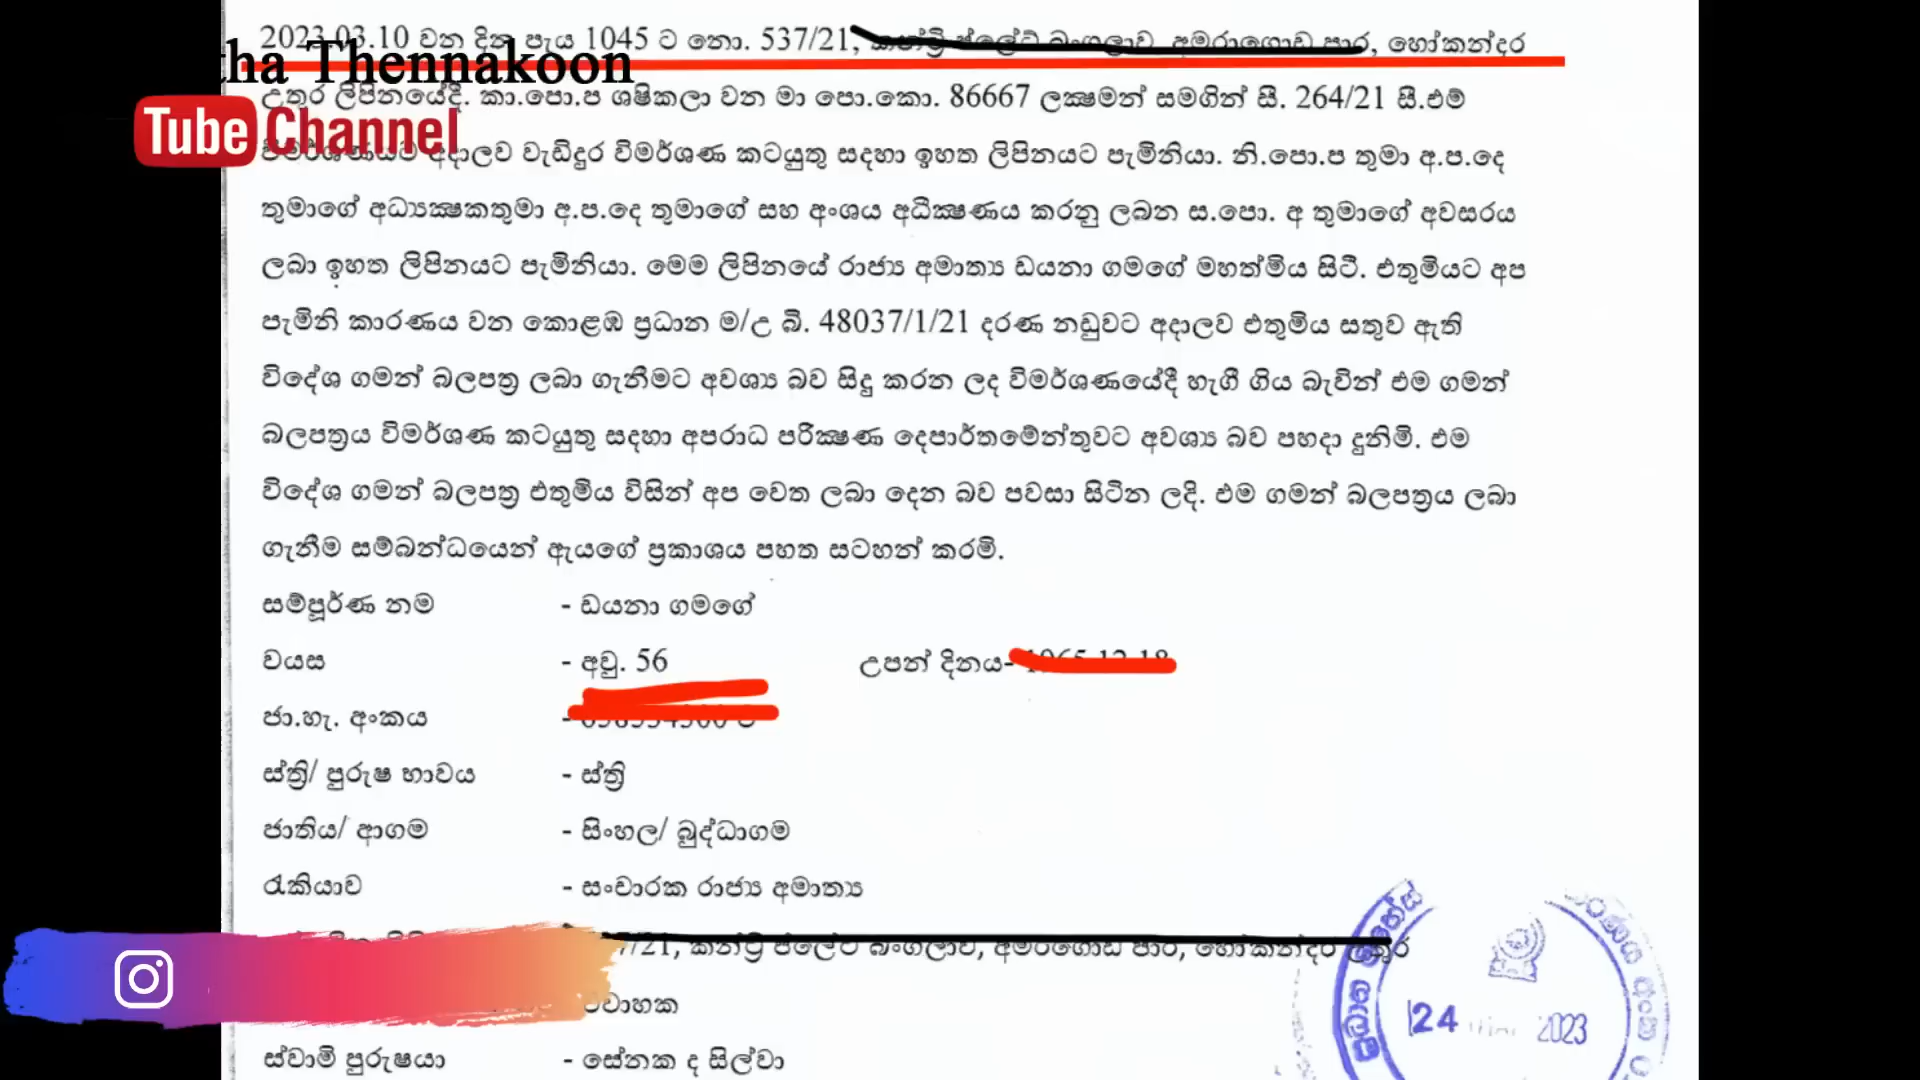 2023.03.10 වන දින පැය 1045 ට නො. 537/21, හෝකන්දර
tha Thennakoon
උතුර ලිපිනයේදී. කා.පො.ප ශෂිකලා වන මා පො.කො. 86667 ලක්‍ෂමන් සමගින් සී. 264/21 සී.එම්
Tube Channel
අදාලව වැඩිදුර විමර්ශණ කටයුතු සදහා ඉහත ලිපිනයට පැමිනියා. නි.පො.ප තුමා අ.ප.දෙ
තුමාගේ අධ්‍යක්‍ෂකතුමා අ.ප.දෙ තුමාගේ සහ අංශය අධීක්‍ෂණය කරනු ලබන ස.පො. අ තුමාගේ අවසරය
ලබා ඉහත ලිපිනයට පැමිනියා. මෙම ලිපිනයේ රාජ්‍ය අමාත්‍ය ඩයනා ගමගේ මහත්මිය සිටී. එතුමියට අප
පැමිනි කාරණය වන කොළඹ ප්‍රධාන ම/උ බි. 48037/1/21 දරණ නඩුවට අදාලව එතුමිය සතුව ඇති
විදේශ ගමන් බලපත්‍ර ලබා ගැනීමට අවශ්‍ය බව සිදු කරන ලද විමර්ශණයේදී හැගී ගිය බැවින් එම ගමන්
බලපත්‍රය විමර්ශණ කටයුතු සදහා අපරාධ පරීක්‍ෂණ දෙපාර්තමේන්තුවට අවශ්‍ය බව පහදා දුනිමි. එම
විදේශ ගමන් බලපත්‍ර එතුමිය විසින් අප වෙත ලබා දෙන බව පවසා සිටින ලදි. එම ගමන් බලපත්‍රය ලබා
ගැනීම සම්බන්ධයෙන් ඇයගේ ප්‍රකාශය පහත සටහන් කරමි.
සම්පූර්ණ නම - ඩයනා ගමගේ
වයස - අවු. 56 උපන් දිනය-
ජා.හැ. අංකය -
ස්ත්‍රි/ පුරුෂ භාවය - ස්ත්‍රි
ජාතිය/ ආගම - සිංහල/ බුද්ධාගම
රැකියාව - සංචාරක රාජ්‍ය අමාත්‍ය
ස්වාමි පුරුෂයා - සේනක ද සිල්වා
24 2023